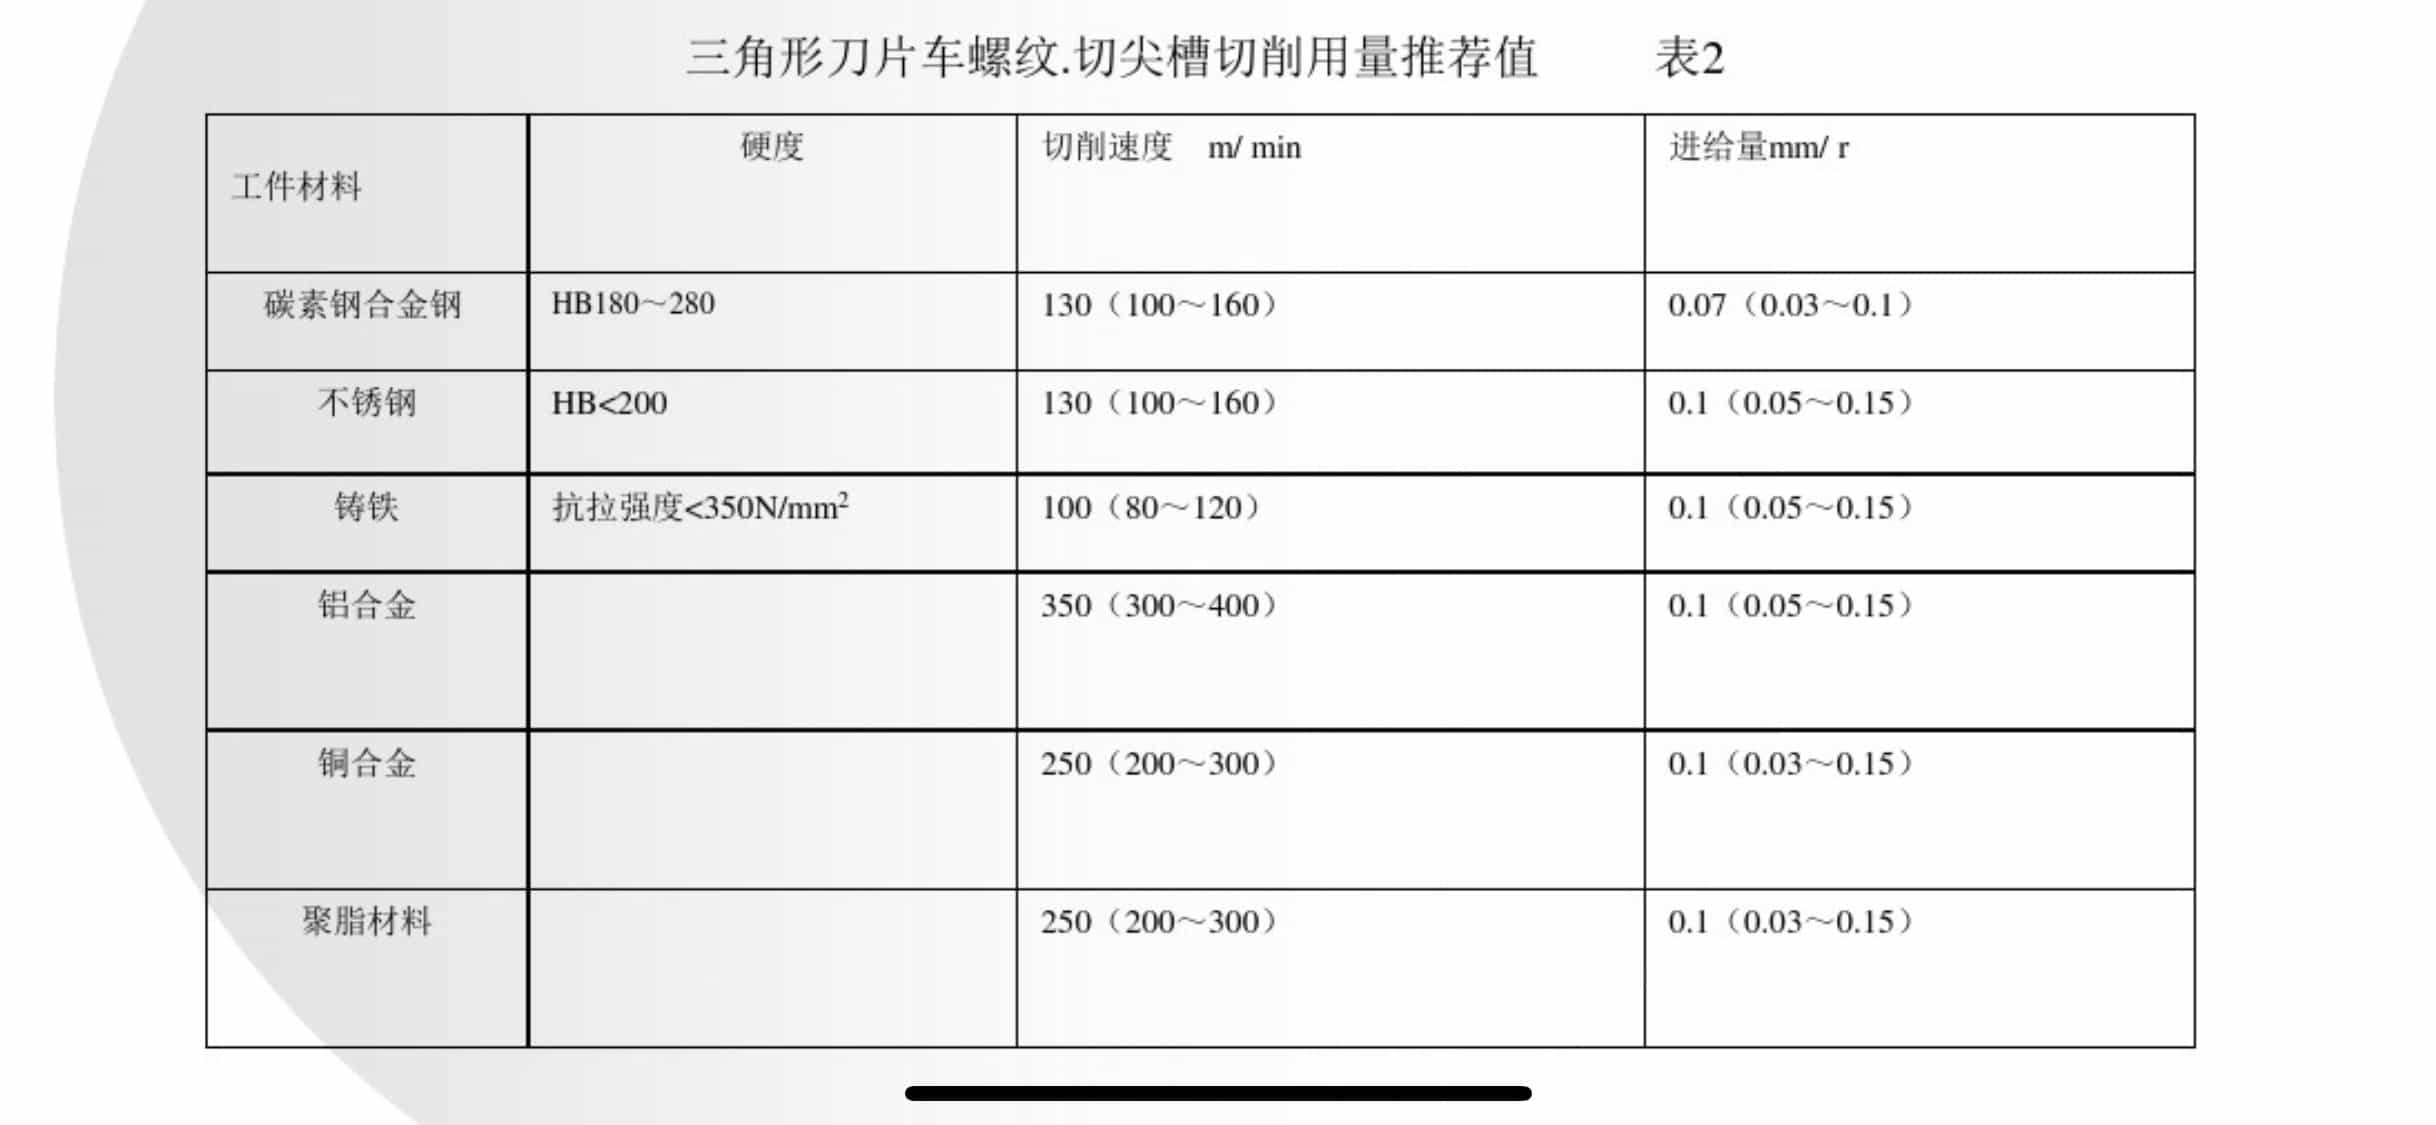 三角形刀片车螺纹.切尖槽切削用量推荐值 表2
工件材料 硬度 切削速度 m/ min 进给量mm/ r
碳素钢合金钢 HB180～280 130（100～160） 0.07（0.03～0.1）
不锈钢 HB<200 130（100～160） 0.1（0.05～0.15）
铸铁 抗拉强度<350N/mm² 100（80～120） 0.1（0.05～0.15）
铝合金 350（300～400） 0.1（0.05～0.15）
铜合金 250（200～300） 0.1（0.03～0.15）
聚脂材料 250（200～300） 0.1（0.03～0.15）